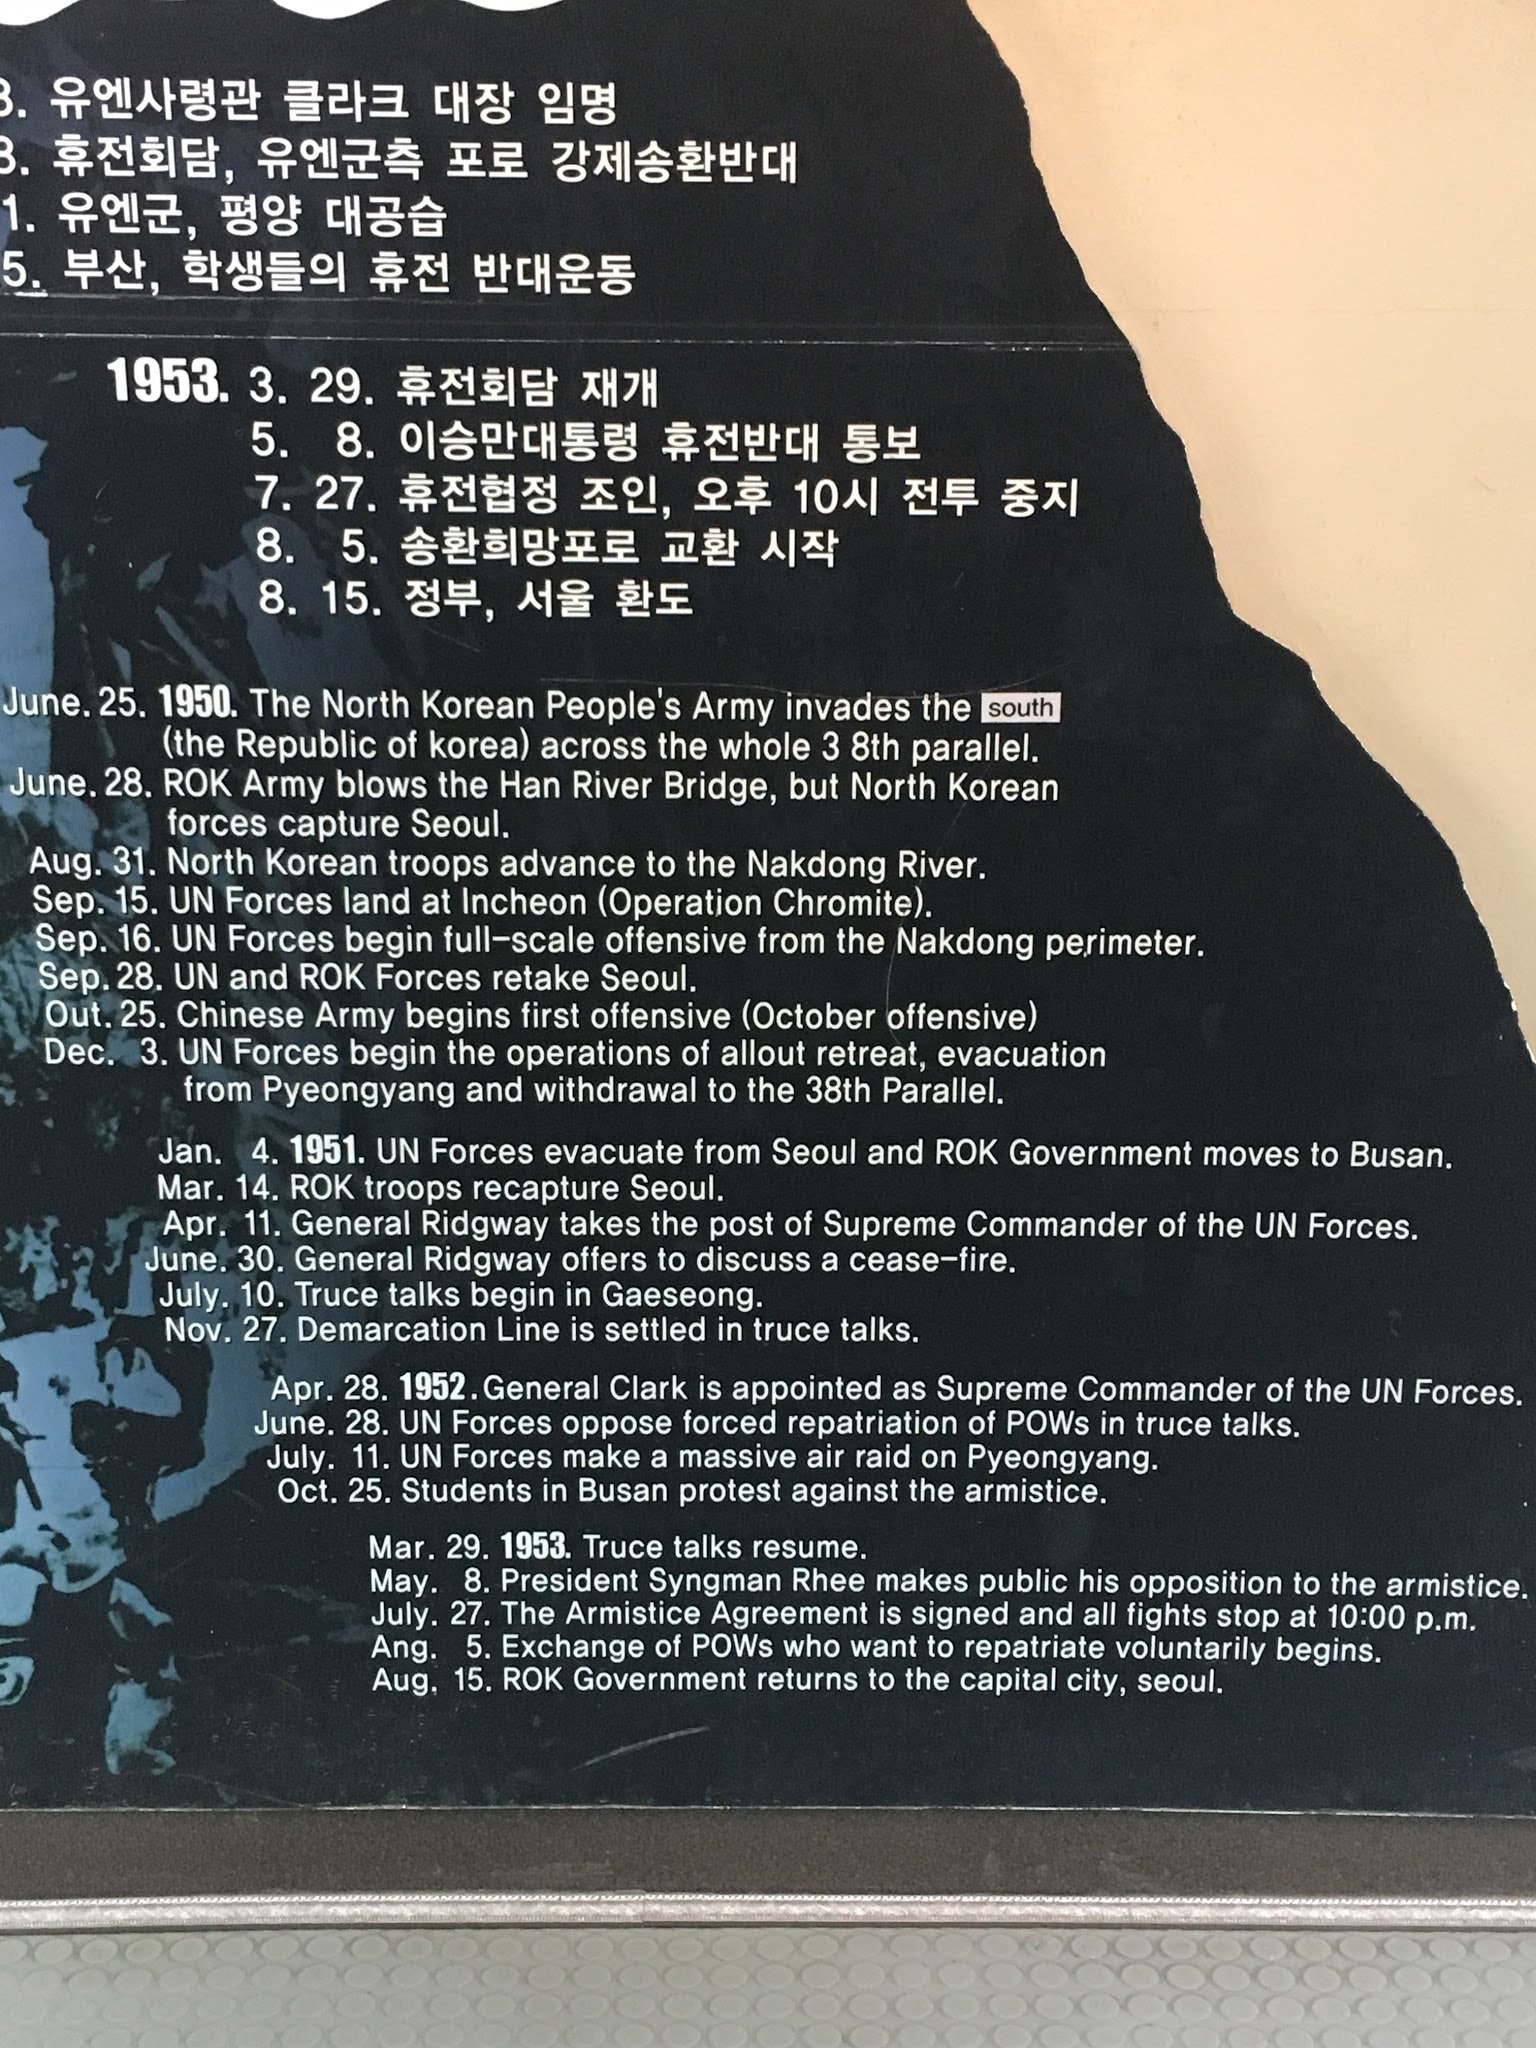 3. 유엔사령관 클라크 대장 임명
3. 휴전회담, 유엔군측 포로 강제송환반대
1. 유엔군, 평양 대공습
5. 부산, 학생들의 휴전 반대운동
1953. 3. 29. 휴전회담 재개
5. 8. 이승만대통령 휴전반대 통보
7. 27. 휴전협정 조인, 오후 10시 전투 중지
8. 5. 송환희망포로 교환 시작
8. 15. 정부, 서울 환도
June. 25. 1950. The North Korean People's Army invades the south
(the Republic of korea) across the whole 3 8th parallel.
June. 28. ROK Army blows the Han River Bridge, but North Korean
forces capture Seoul.
Aug. 31. North Korean troops advance to the Nakdong River.
Sep. 15. UN Forces land at Incheon (Operation Chromite).
Sep. 16. UN Forces begin full-scale offensive from the Nakdong perimeter.
Sep. 28. UN and ROK Forces retake Seoul.
Out. 25. Chinese Army begins first offensive (October offensive)
Dec. 3. UN Forces begin the operations of allout retreat, evacuation
from Pyeongyang and withdrawal to the 38th Parallel.
Jan. 4. 1951. UN Forces evacuate from Seoul and ROK Government moves to Busan.
Mar. 14. ROK troops recapture Seoul.
Apr. 11. General Ridgway takes the post of Supreme Commander of the UN Forces.
June. 30. General Ridgway offers to discuss a cease-fire.
July. 10. Truce talks begin in Gaeseong.
Nov. 27. Demarcation Line is settled in truce talks.
Apr. 28. 1952. General Clark is appointed as Supreme Commander of the UN Forces.
June. 28. UN Forces oppose forced repatriation of POWs in truce talks.
July. 11. UN Forces make a massive air raid on Pyeongyang.
Oct. 25. Students in Busan protest against the armistice.
Mar. 29. 1953. Truce talks resume.
May. 8. President Syngman Rhee makes public his opposition to the armistice.
July. 27. The Armistice Agreement is signed and all fights stop at 10:00 p.m.
Ang. 5. Exchange of POWs who want to repatriate voluntarily begins.
Aug. 15. ROK Government returns to the capital city, seoul.